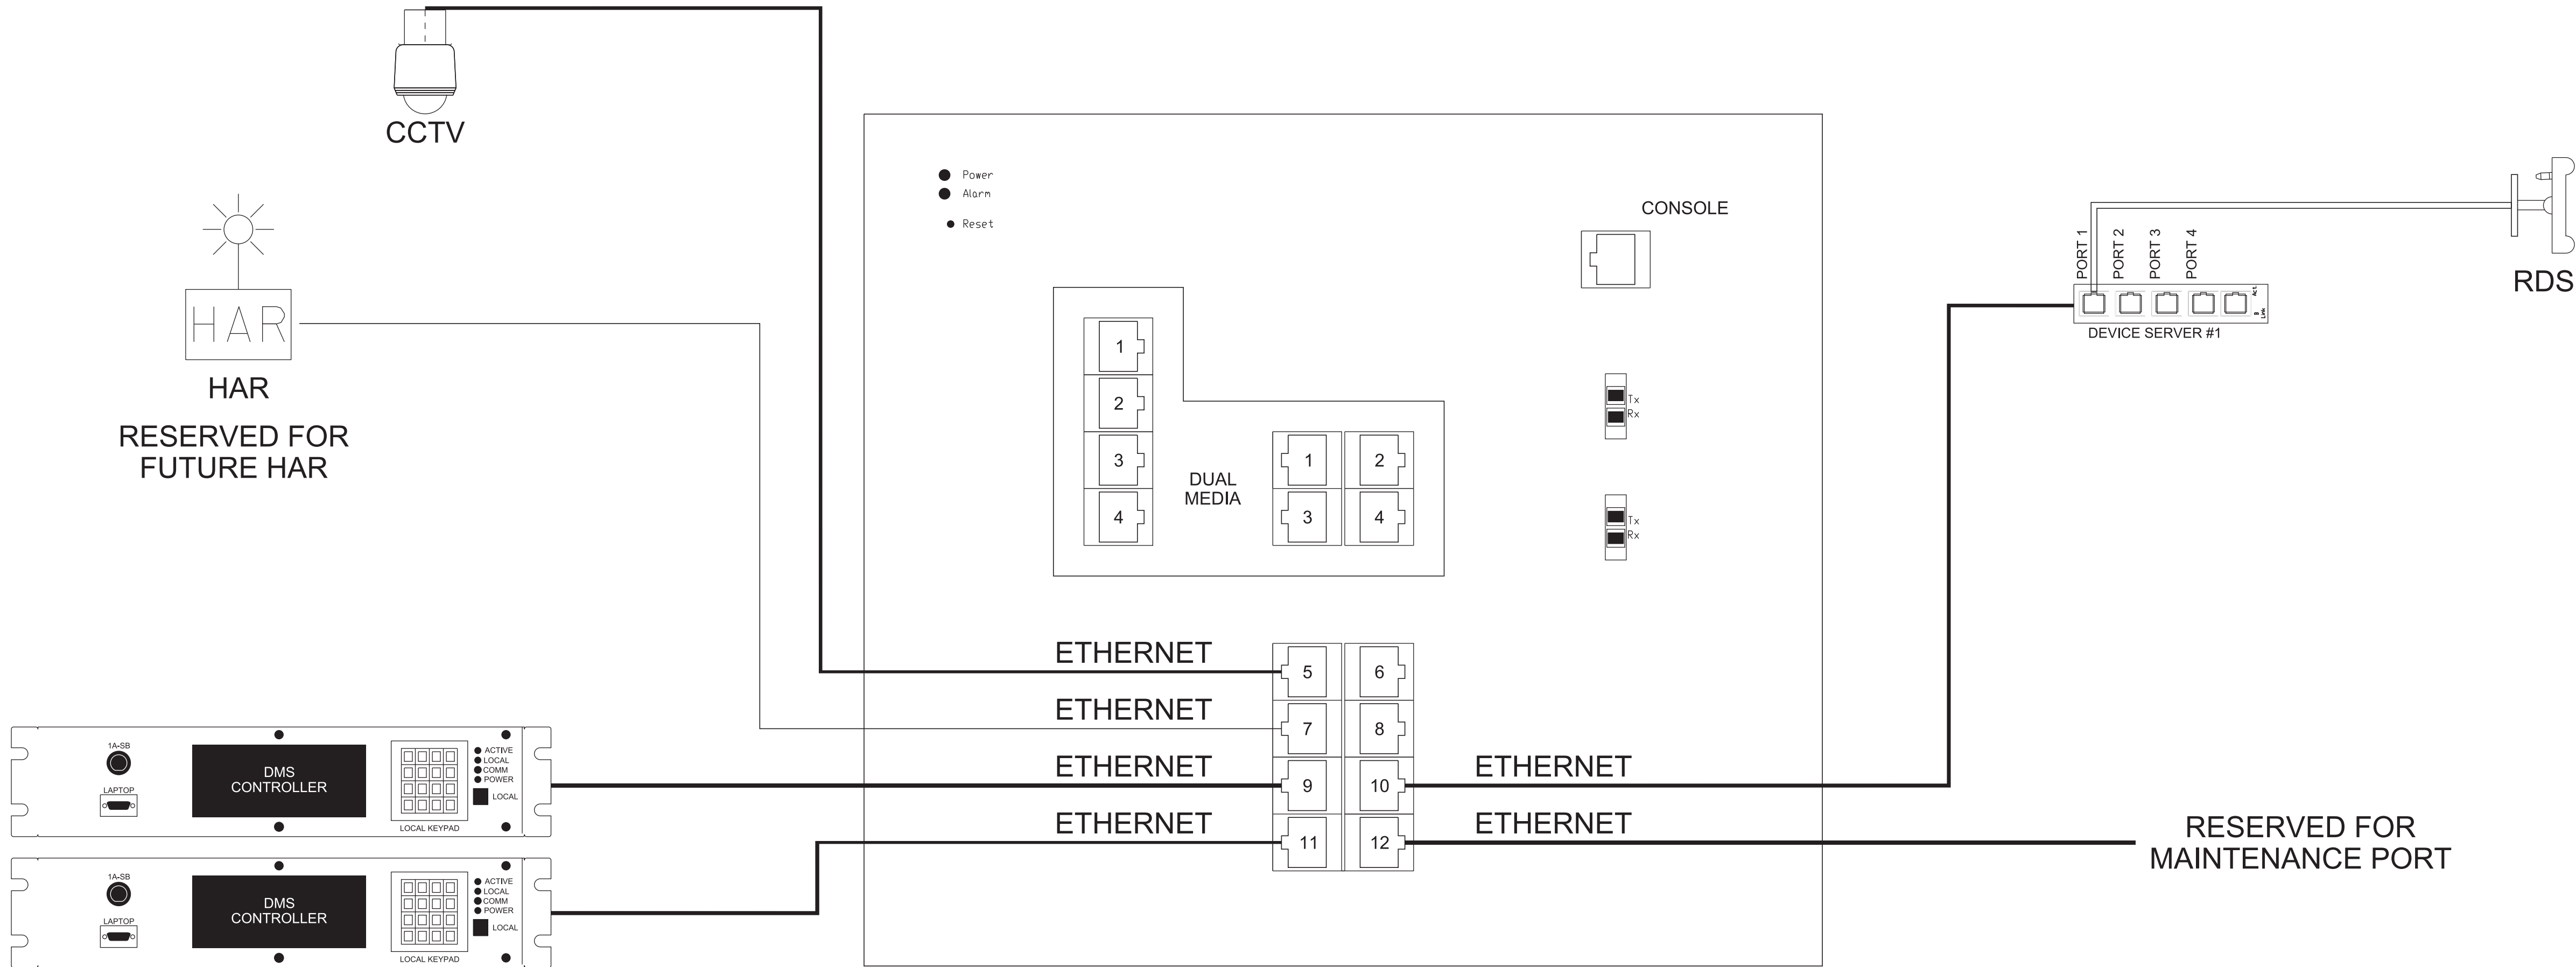 CCTV
HAR
HAR
RESERVED FOR
FUTURE HAR
Power
Alarm
Reset
CONSOLE
1
2
3
4
DUAL
MEDIA
1
2
3
4
Tx
Rx
Tx
Rx
PORT 1
PORT 2
PORT 3
PORT 4
Act
B
Link
DEVICE SERVER #1
RDS
ETHERNET
5
6
ETHERNET
7
8
ETHERNET
9
10
ETHERNET
ETHERNET
11
12
ETHERNET
RESERVED FOR
MAINTENANCE PORT
1A-SB
LAPTOP
DMS
CONTROLLER
LOCAL KEYPAD
ACTIVE
LOCAL
COMM
POWER
LOCAL
1A-SB
LAPTOP
DMS
CONTROLLER
LOCAL KEYPAD
ACTIVE
LOCAL
COMM
POWER
LOCAL